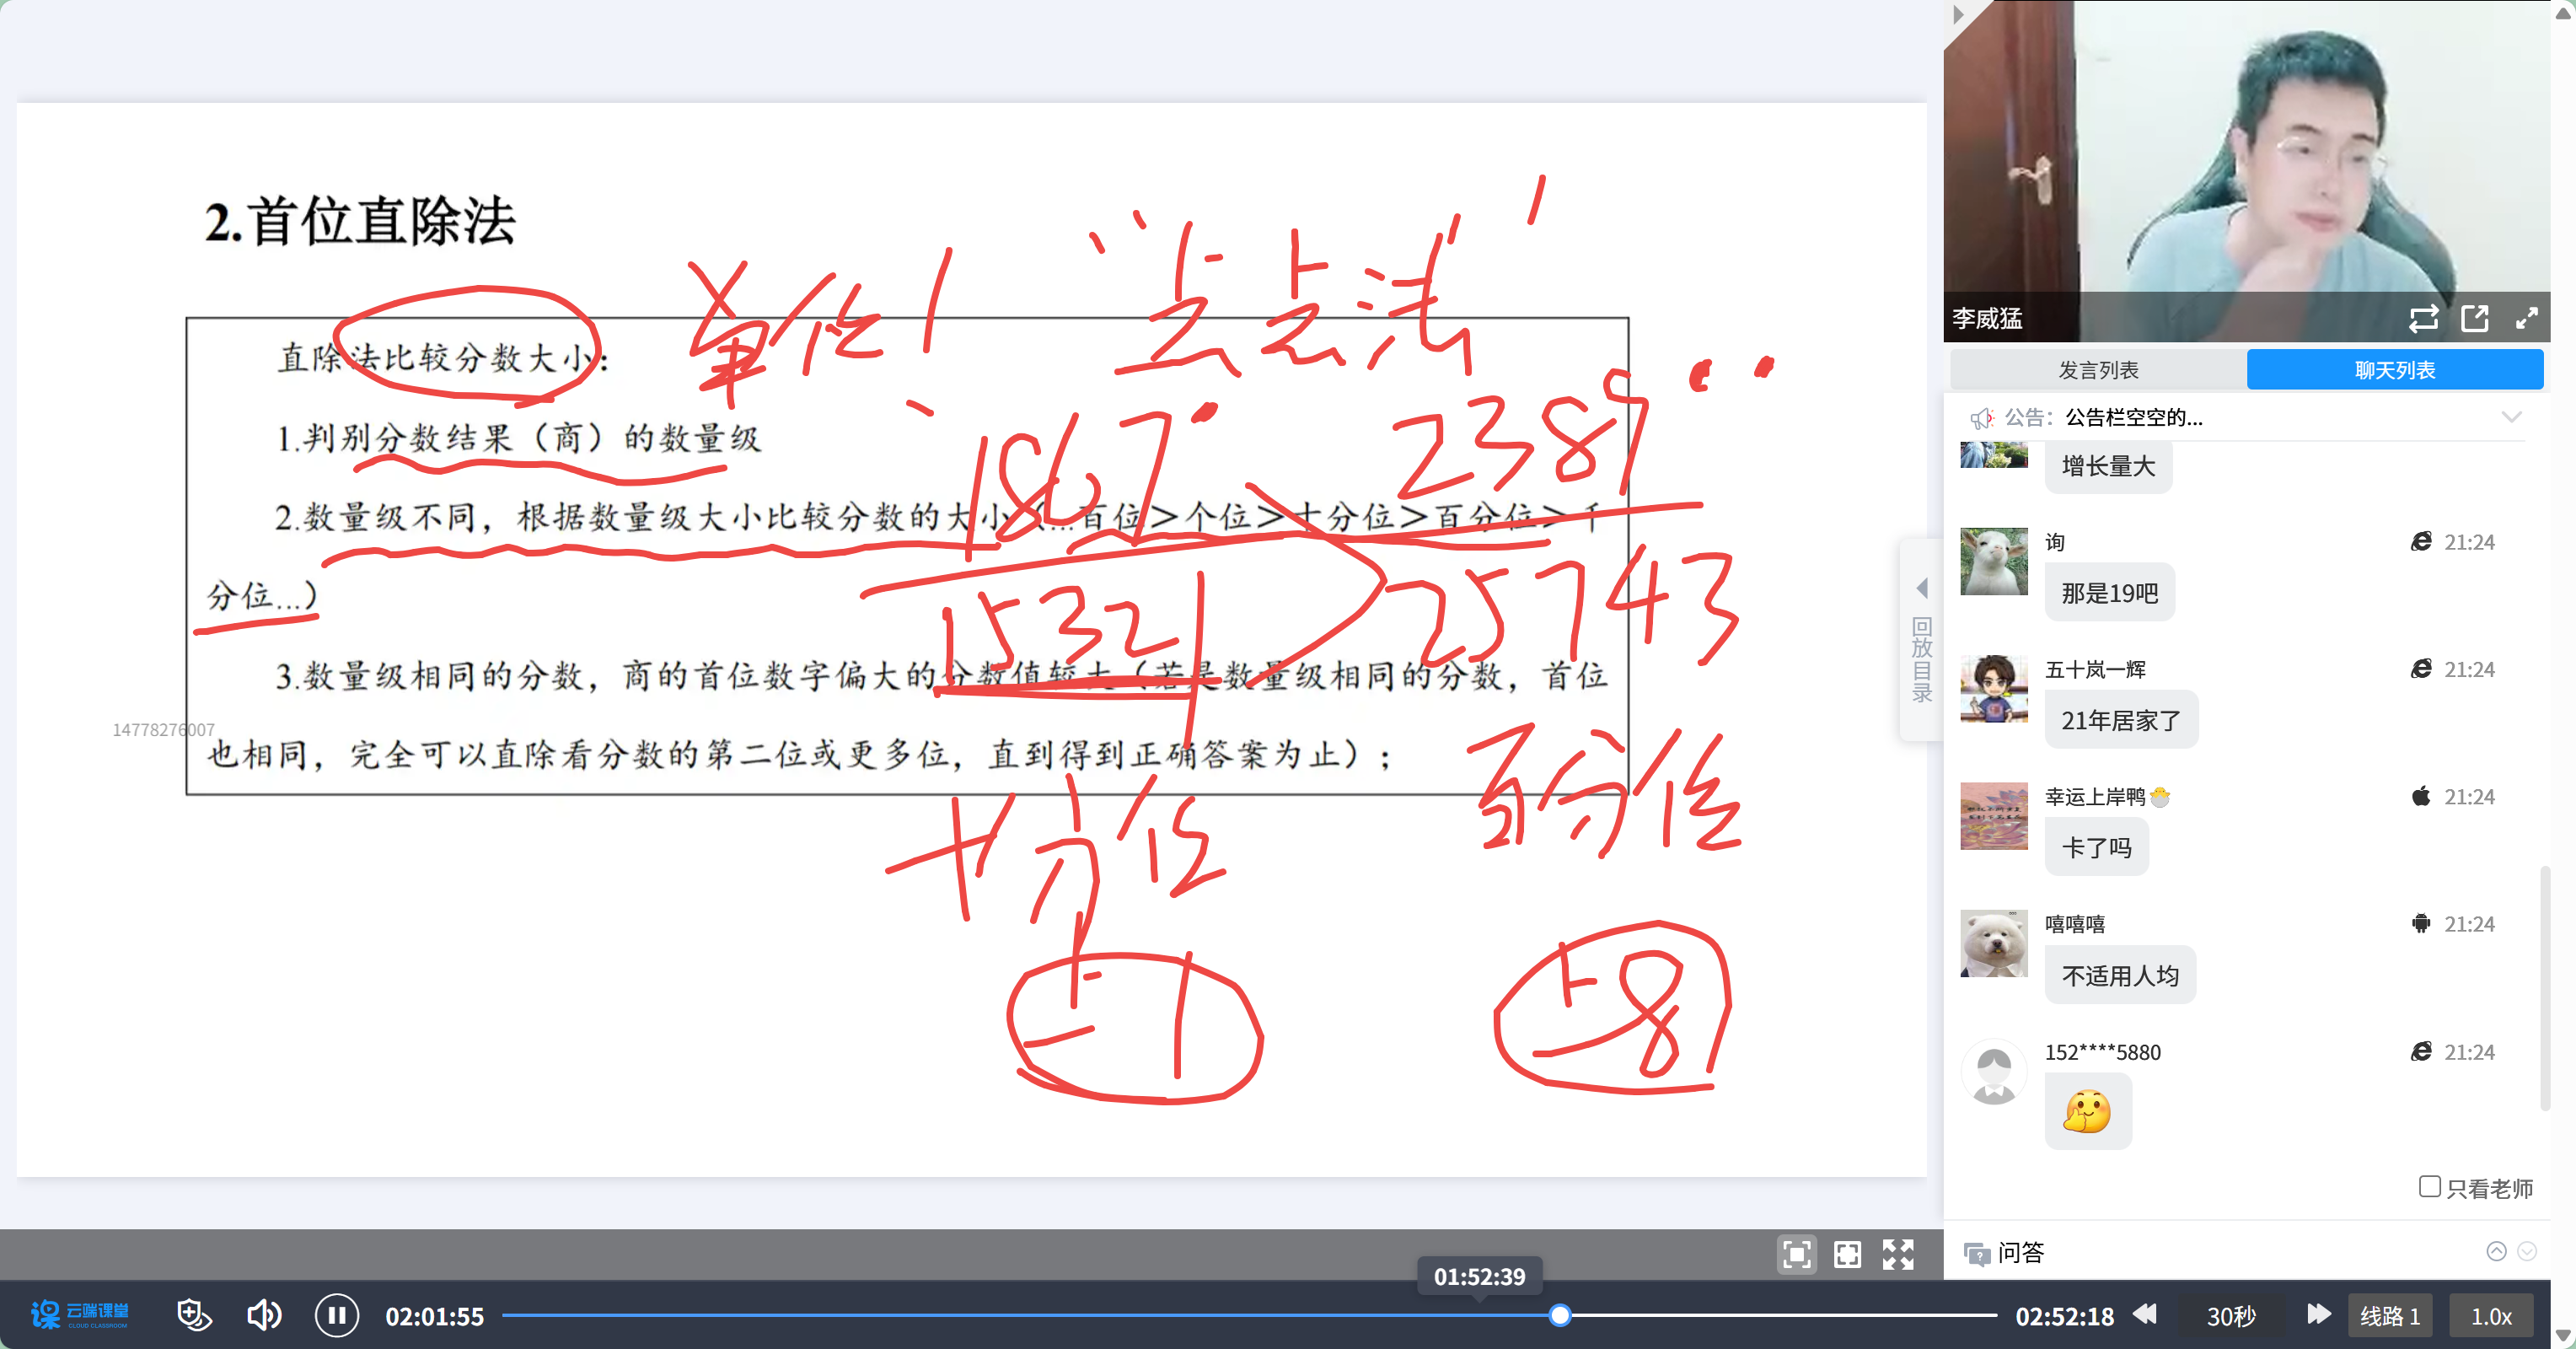 2.首位直除法
直除法比较分数大小：
1.判别分数结果（商）的数量级
2.数量级不同，根据数量级大小比较分数的大小（...百位＞个位＞十分位＞百分位＞千
分位...）
3.数量级相同的分数，商的首位数字偏大的分数值较大（若是数量级相同的分数，首位
也相同，完全可以直除看分数的第二位或更多位，直到得到正确答案为止）；
14778276007
单位
“点点法”
1867
15321
2389
25743
十分位
百分位
1
8
李威猛
发言列表
聊天列表
公告：公告栏空空的...
增长量大
询
21:24
那是19吧
五十岚一辉
21:24
21年居家了
幸运上岸鸭🐣
21:24
卡了吗
嘻嘻嘻
21:24
不适用人均
152****5880
21:24
只看老师
问答
回放目录
01:52:39
云端课堂
CLOUD CLASSROOM
02:01:55
02:52:18
30秒
线路 1
1.0x